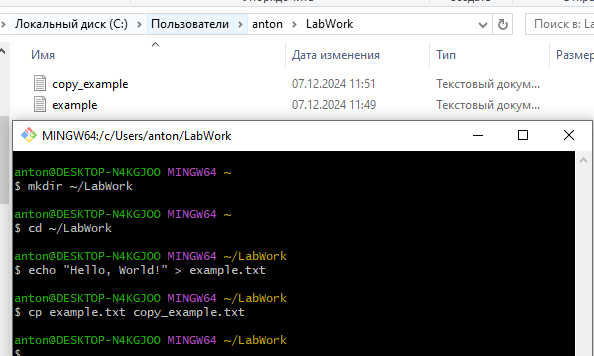 Локальный диск (C:) › Пользователи › anton › LabWork
Поиск в: La
Имя Дата изменения Тип Размер
copy_example 07.12.2024 11:51 Текстовый докум...
example 07.12.2024 11:49 Текстовый докум...
MINGW64:/c/Users/anton/LabWork
anton@DESKTOP-N4KGJOO MINGW64 ~
$ mkdir ~/LabWork
anton@DESKTOP-N4KGJOO MINGW64 ~
$ cd ~/LabWork
anton@DESKTOP-N4KGJOO MINGW64 ~/LabWork
$ echo "Hello, World!" > example.txt
anton@DESKTOP-N4KGJOO MINGW64 ~/LabWork
$ cp example.txt copy_example.txt
anton@DESKTOP-N4KGJOO MINGW64 ~/LabWork
$